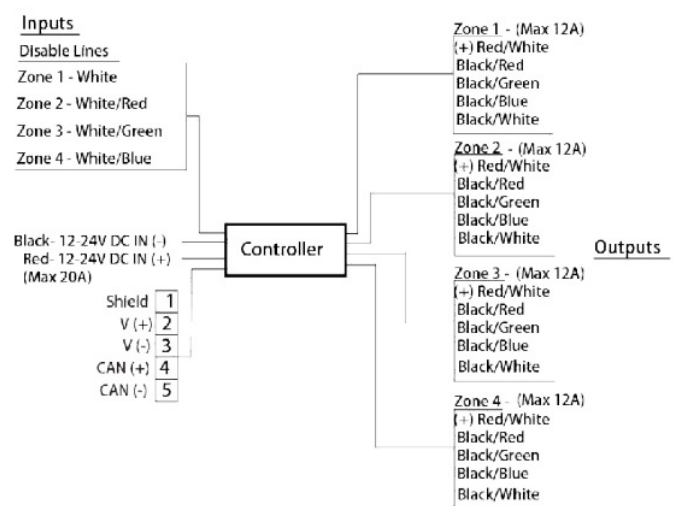 Inputs
Disable Lines
Zone 1 - White
Zone 2 - White/Red
Zone 3 - White/Green
Zone 4 - White/Blue
Black- 12-24V DC IN (-)
Red- 12-24V DC IN (+)
(Max 20A)
Shield 1
V (+) 2
V (-) 3
CAN (+) 4
CAN (-) 5
Controller
Zone 1 - (Max 12A)
(+) Red/White
Black/Red
Black/Green
Black/Blue
Black/White
Zone 2 - (Max 12A)
(+) Red/White
Black/Red
Black/Green
Black/Blue
Black/White
Outputs
Zone 3 - (Max 12A)
(+) Red/White
Black/Red
Black/Green
Black/Blue
Black/White
Zone 4 - (Max 12A)
(+) Red/White
Black/Red
Black/Green
Black/Blue
Black/White